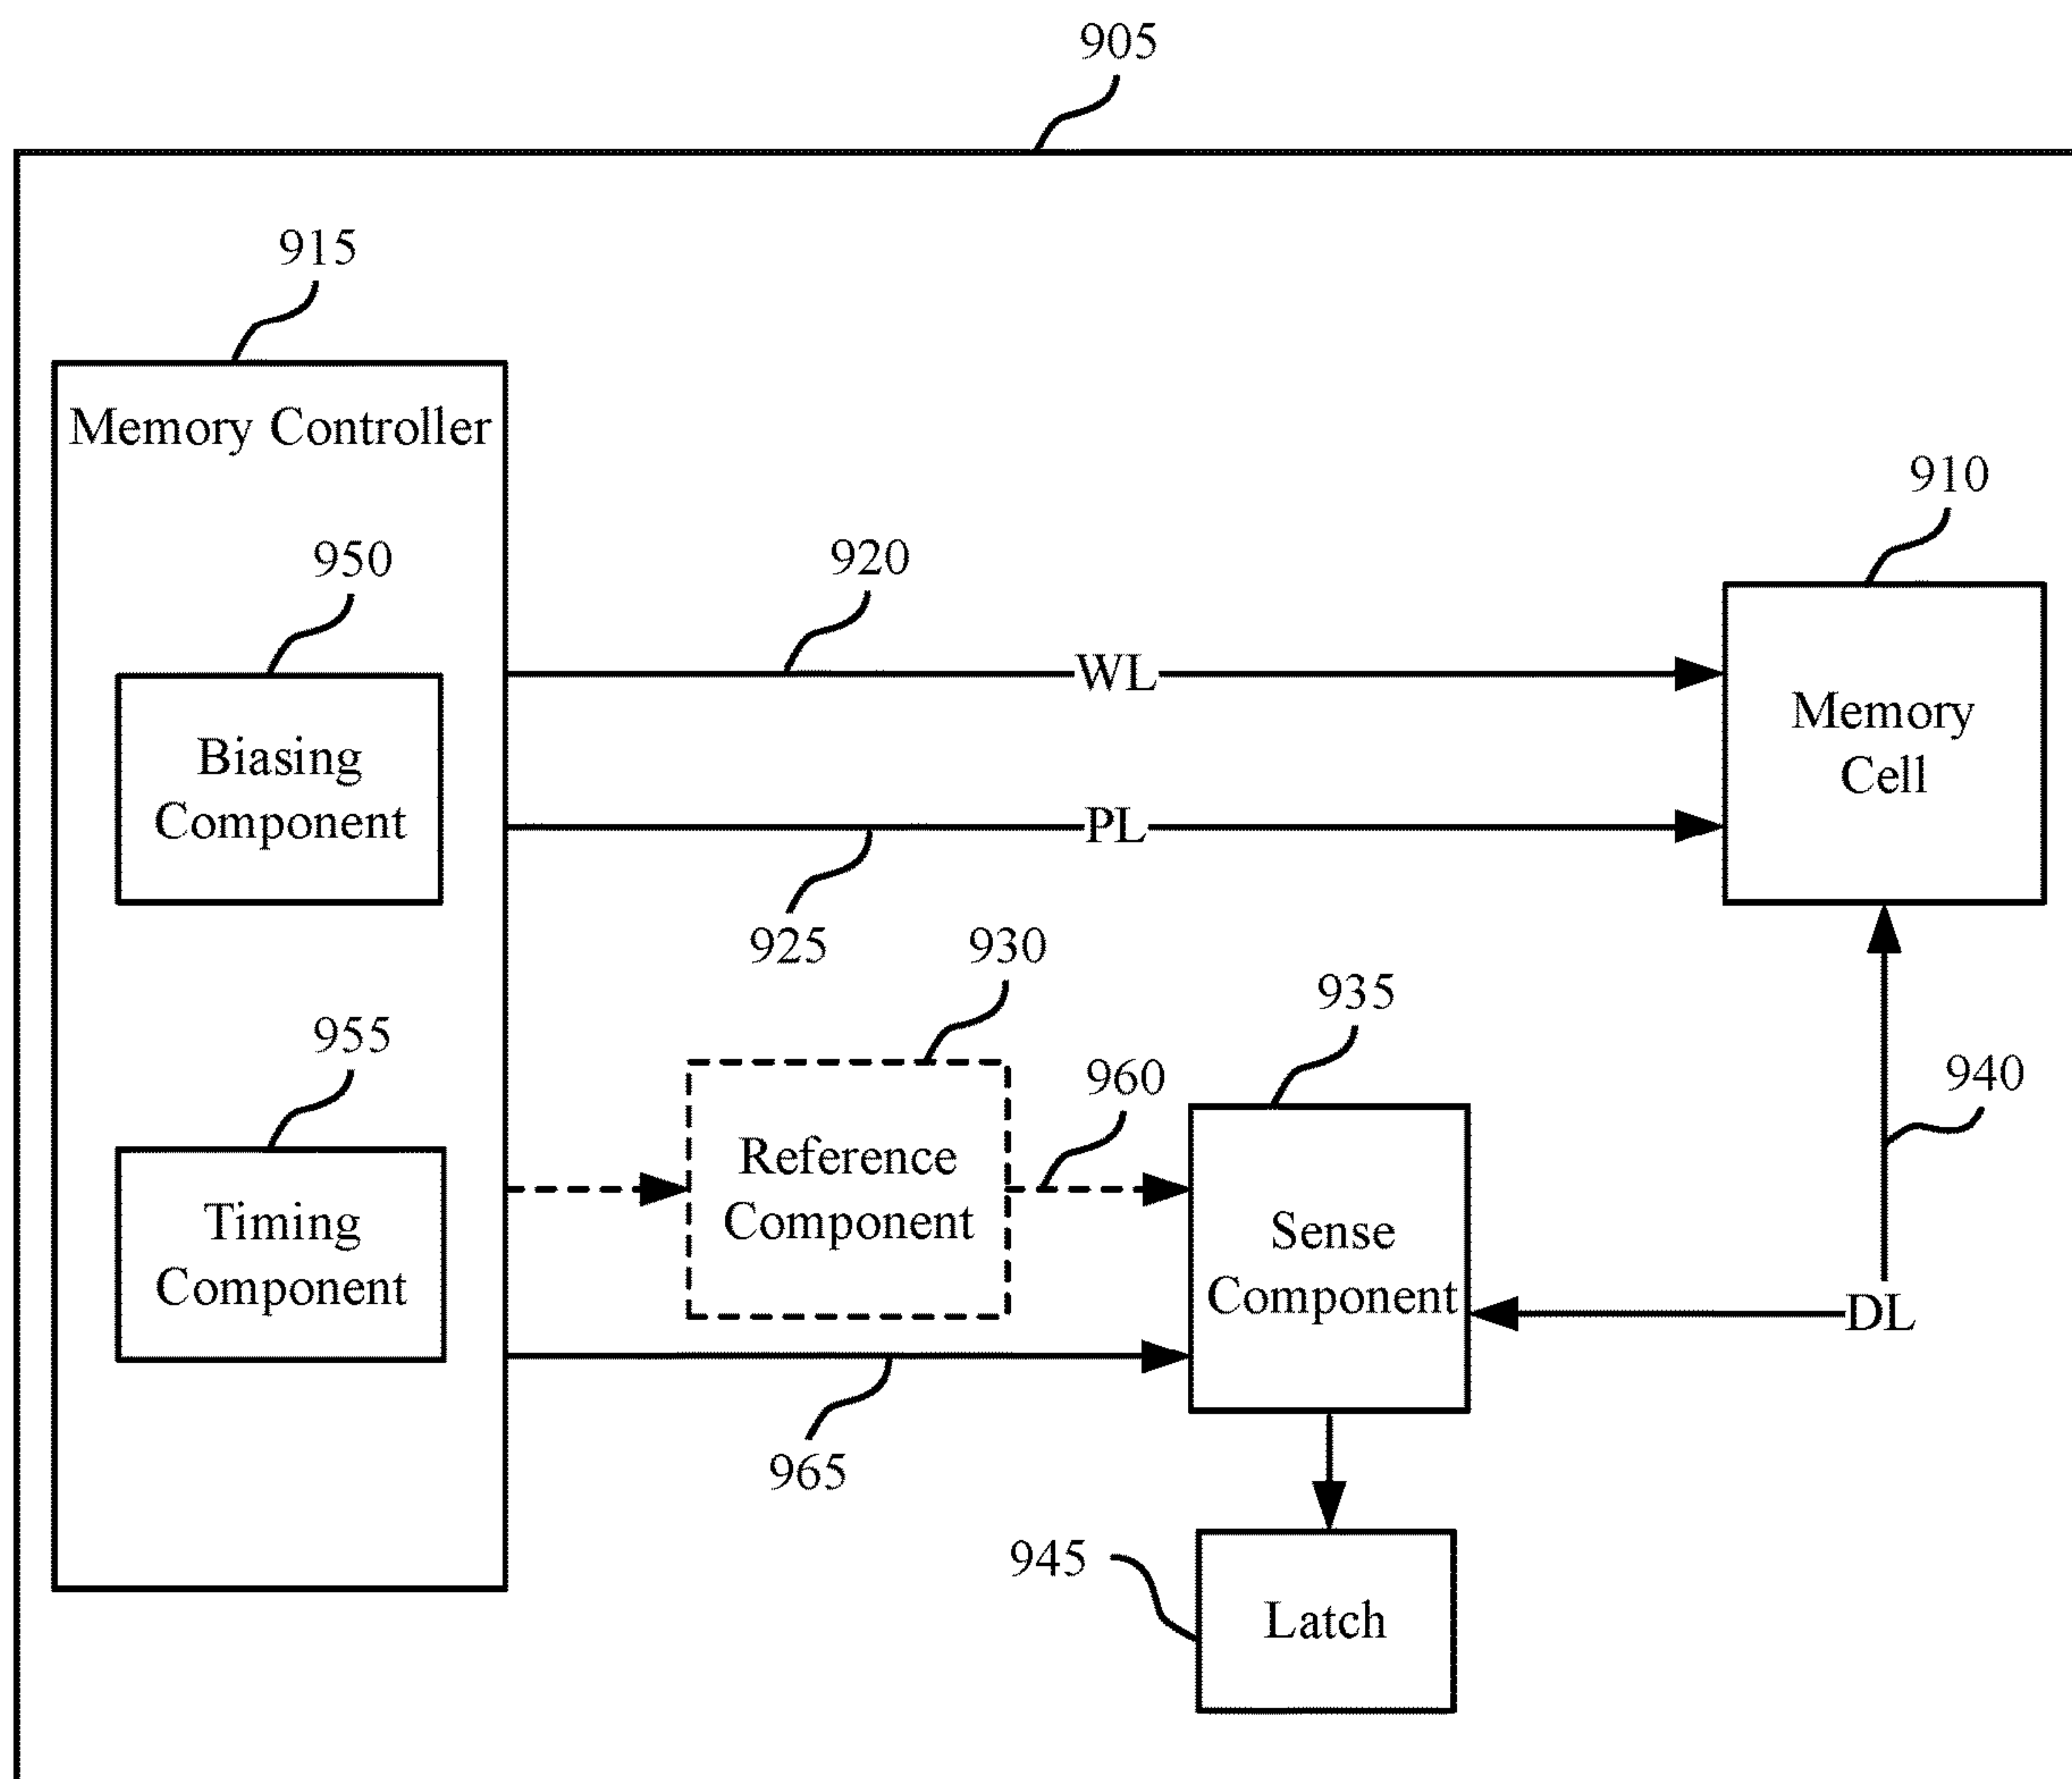 905
915
Memory Controller
910
950
920
WL
Memory
Cell
Biasing
Component
PL
925
930
935
955
960
940
Reference
Component
Timing
Component
Sense
Component
DL
965
945
Latch